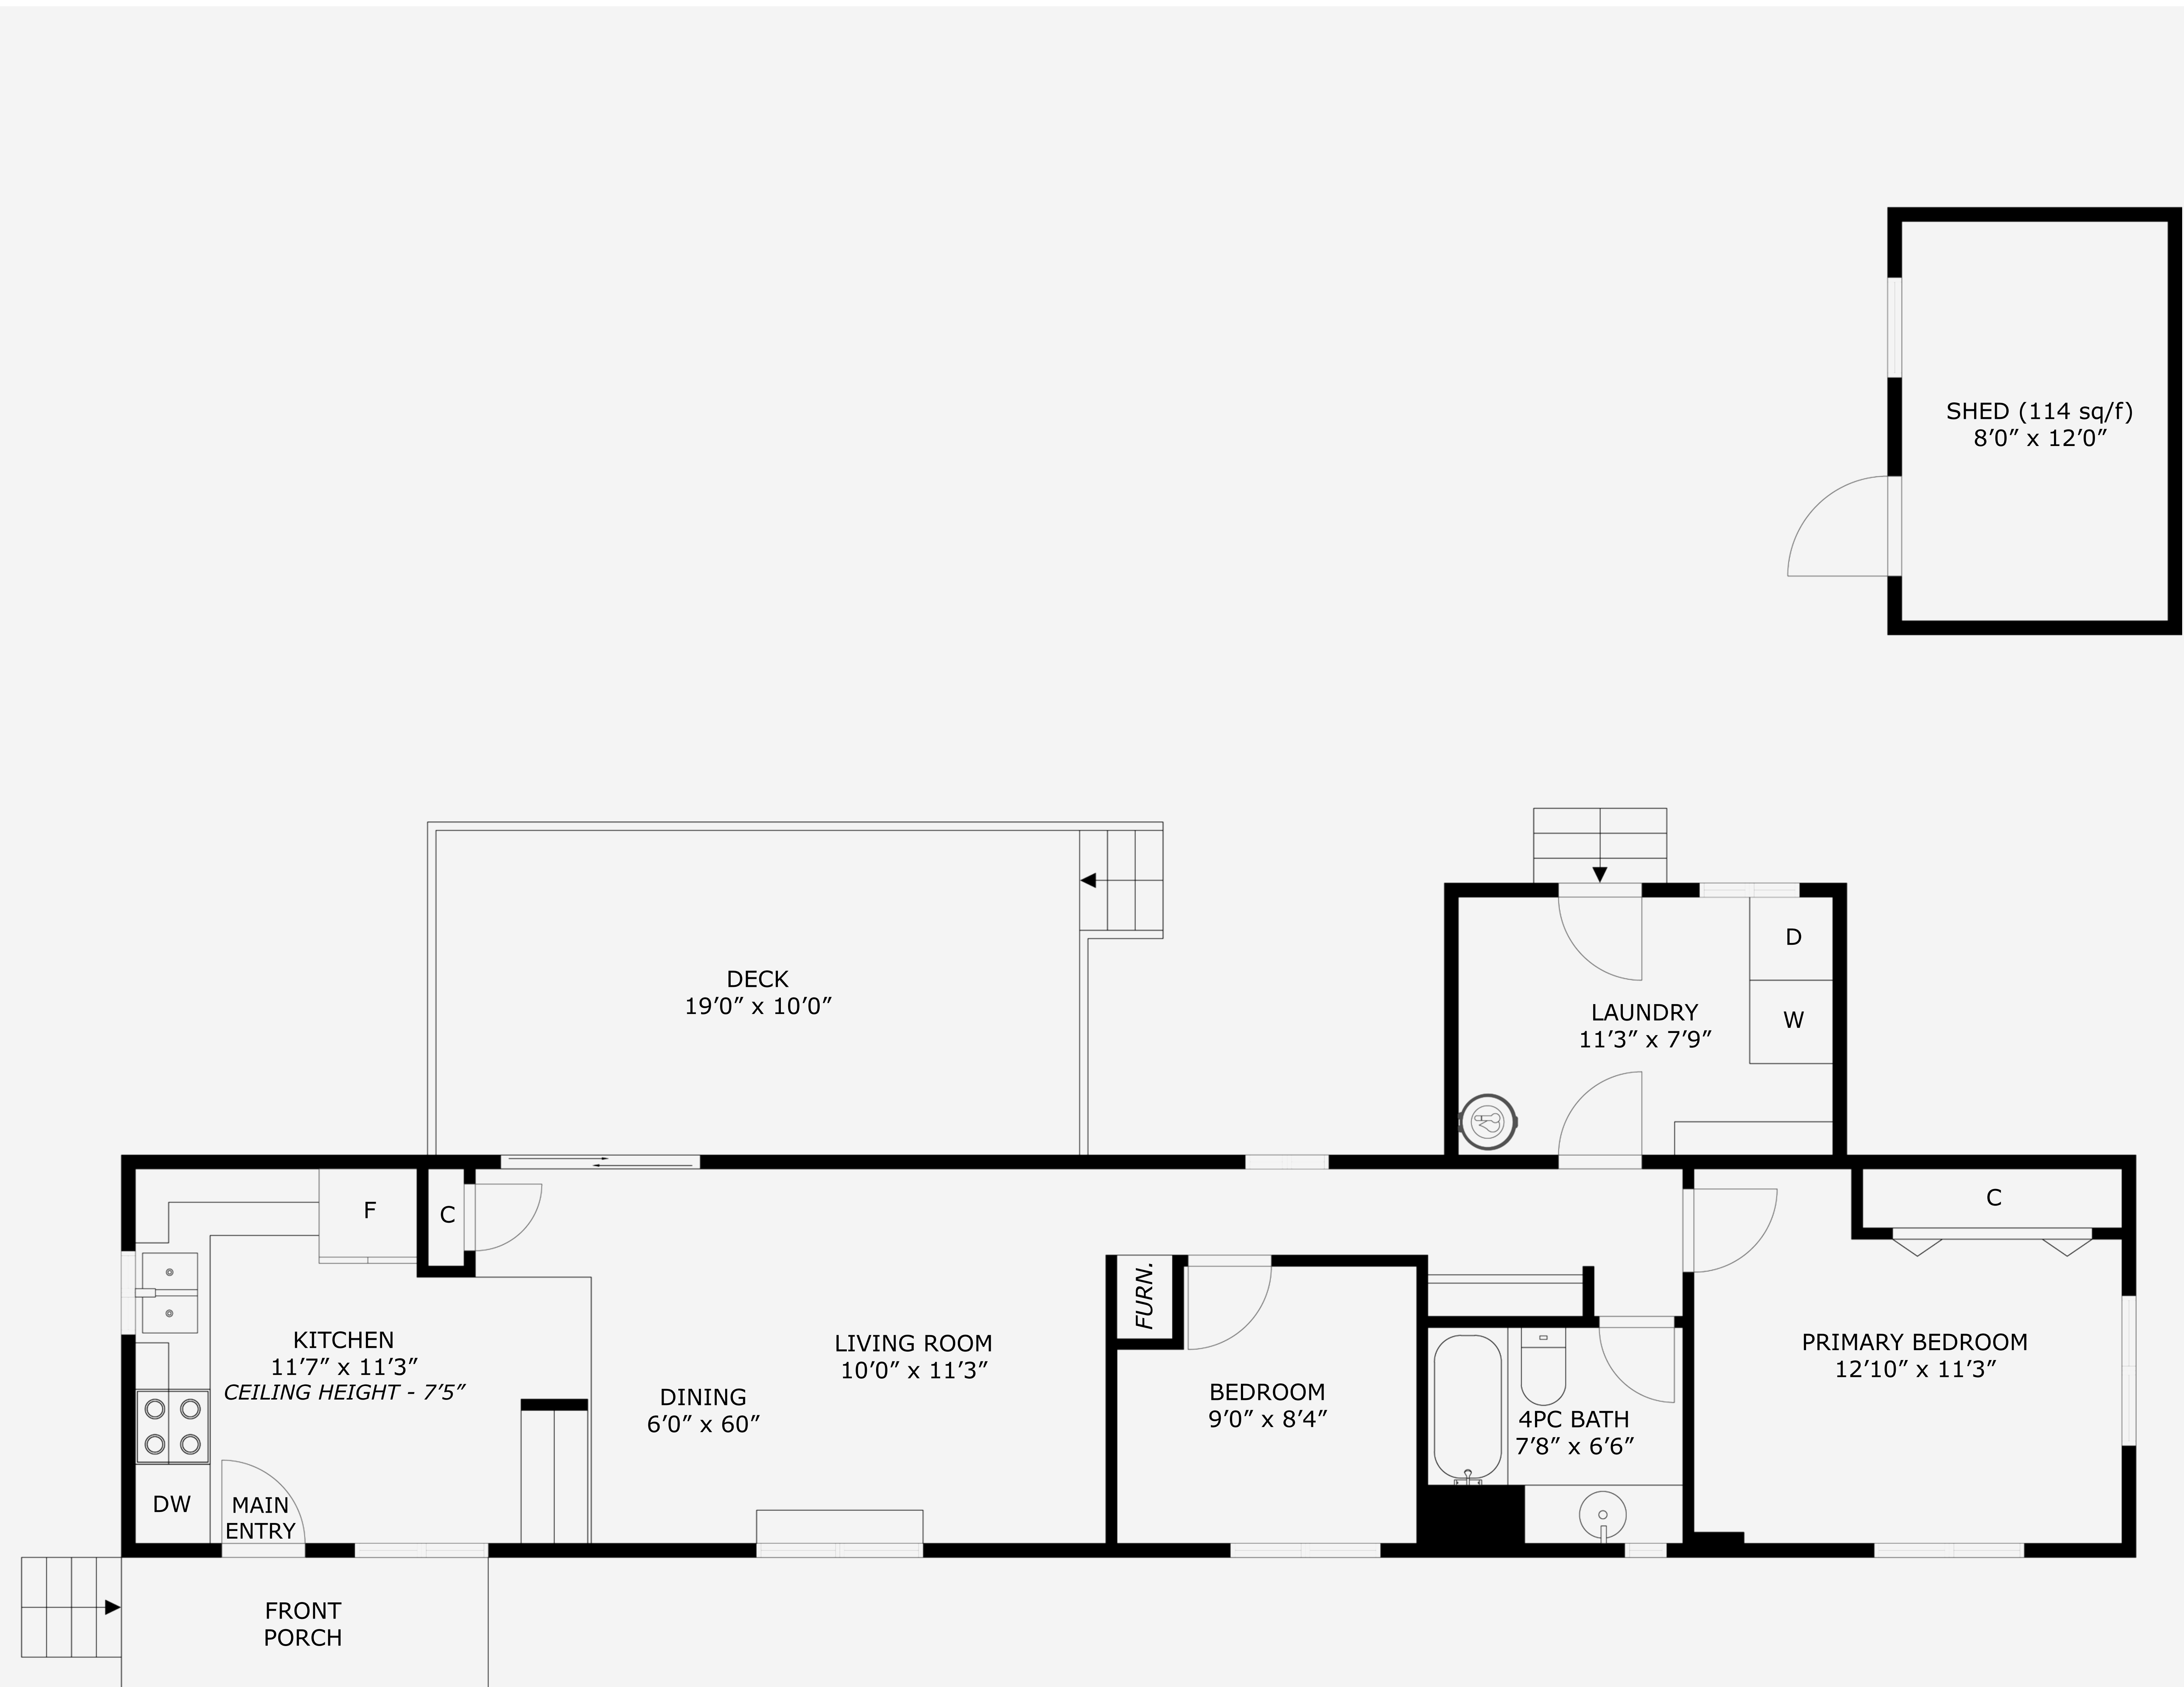 SHED (114 sq/f)
8’0” x 12’0”
DECK
19’0” x 10’0”
D
LAUNDRY
11’3” x 7’9”
W
F
C
C
FURN.
KITCHEN
11’7” x 11’3”
CEILING HEIGHT - 7’5”
LIVING ROOM
10’0” x 11’3”
DINING
6’0” x 60”
BEDROOM
9’0” x 8’4”
4PC BATH
7’8” x 6’6”
PRIMARY BEDROOM
12’10” x 11’3”
DW
MAIN
ENTRY
FRONT
PORCH